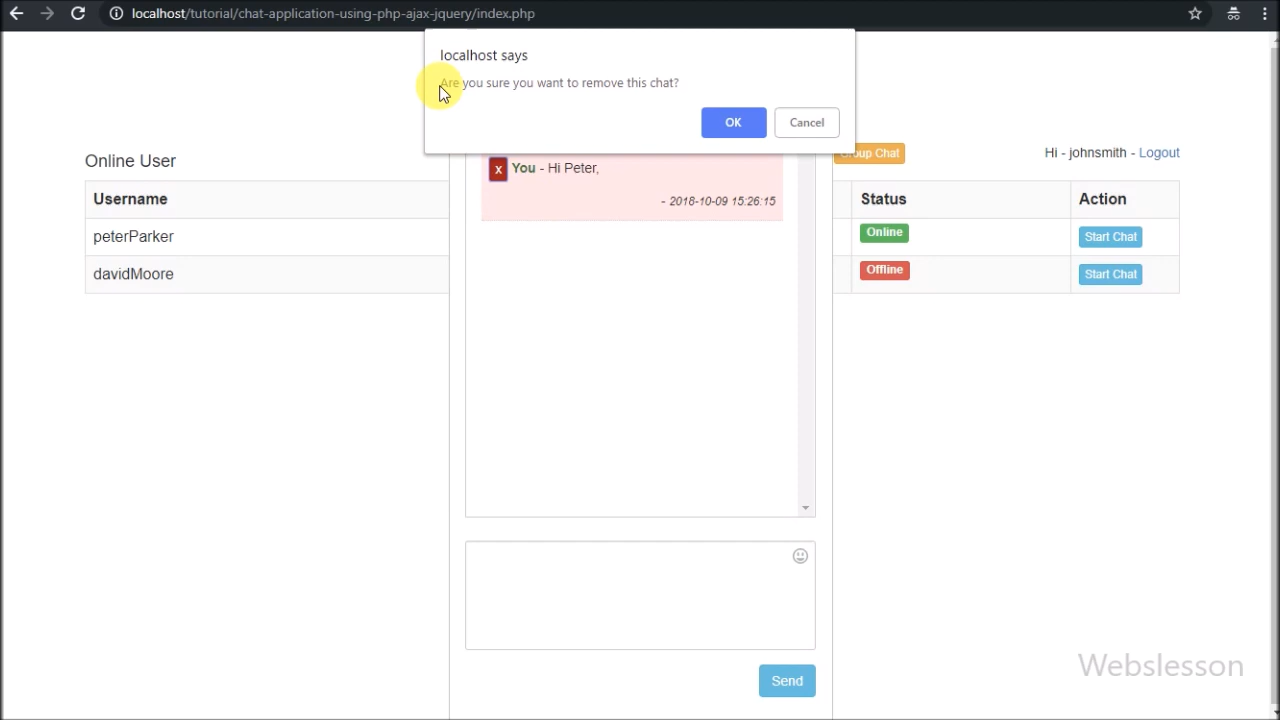 localhost/tutorial/chat-application-using-php-ajax-jquery/index.php
localhost says
Are you sure you want to remove this chat?
OK
Cancel
Online User
Group Chat
Hi - johnsmith - Logout
x You - Hi Peter,
- 2018-10-09 15:26:15
Username
Status
Action
peterParker
Online
Start Chat
davidMoore
Offline
Start Chat
Send
Webslesson